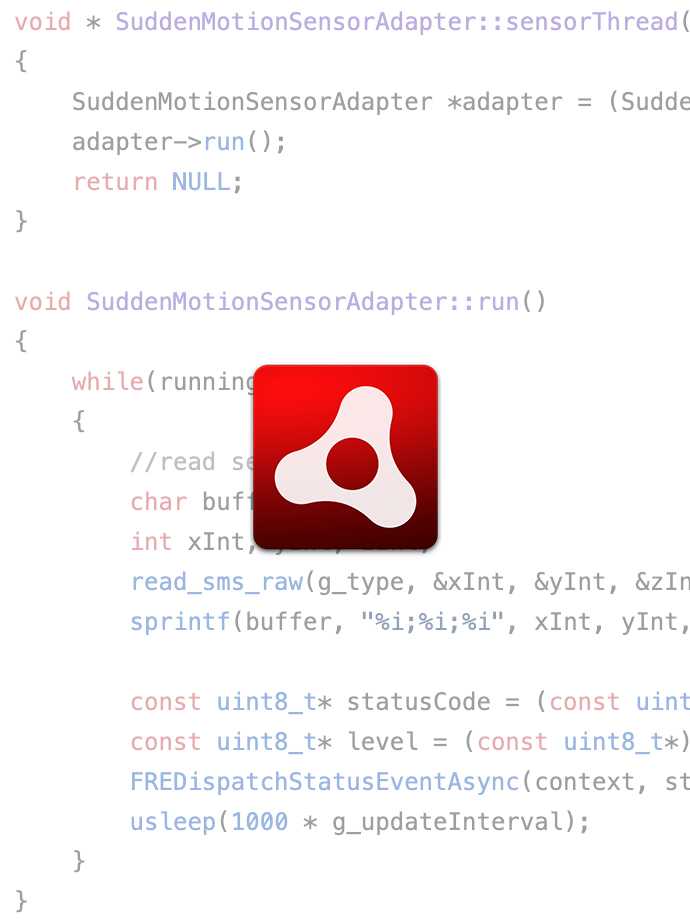 void * SuddenMotionSensorAdapter::sensorThread(
{
SuddenMotionSensorAdapter *adapter = (Sudde
adapter->run();
return NULL;
}
void SuddenMotionSensorAdapter::run()
{
while(running
{
//read se
char buff
int xInt,
read_sms_raw(g_type, &xInt, &yInt, &zIn
sprintf(buffer, "%i;%i;%i", xInt, yInt,
const uint8_t* statusCode = (const uint
const uint8_t* level = (const uint8_t*)
FREDispatchStatusEventAsync(context, st
usleep(1000 * g_updateInterval);
}
}